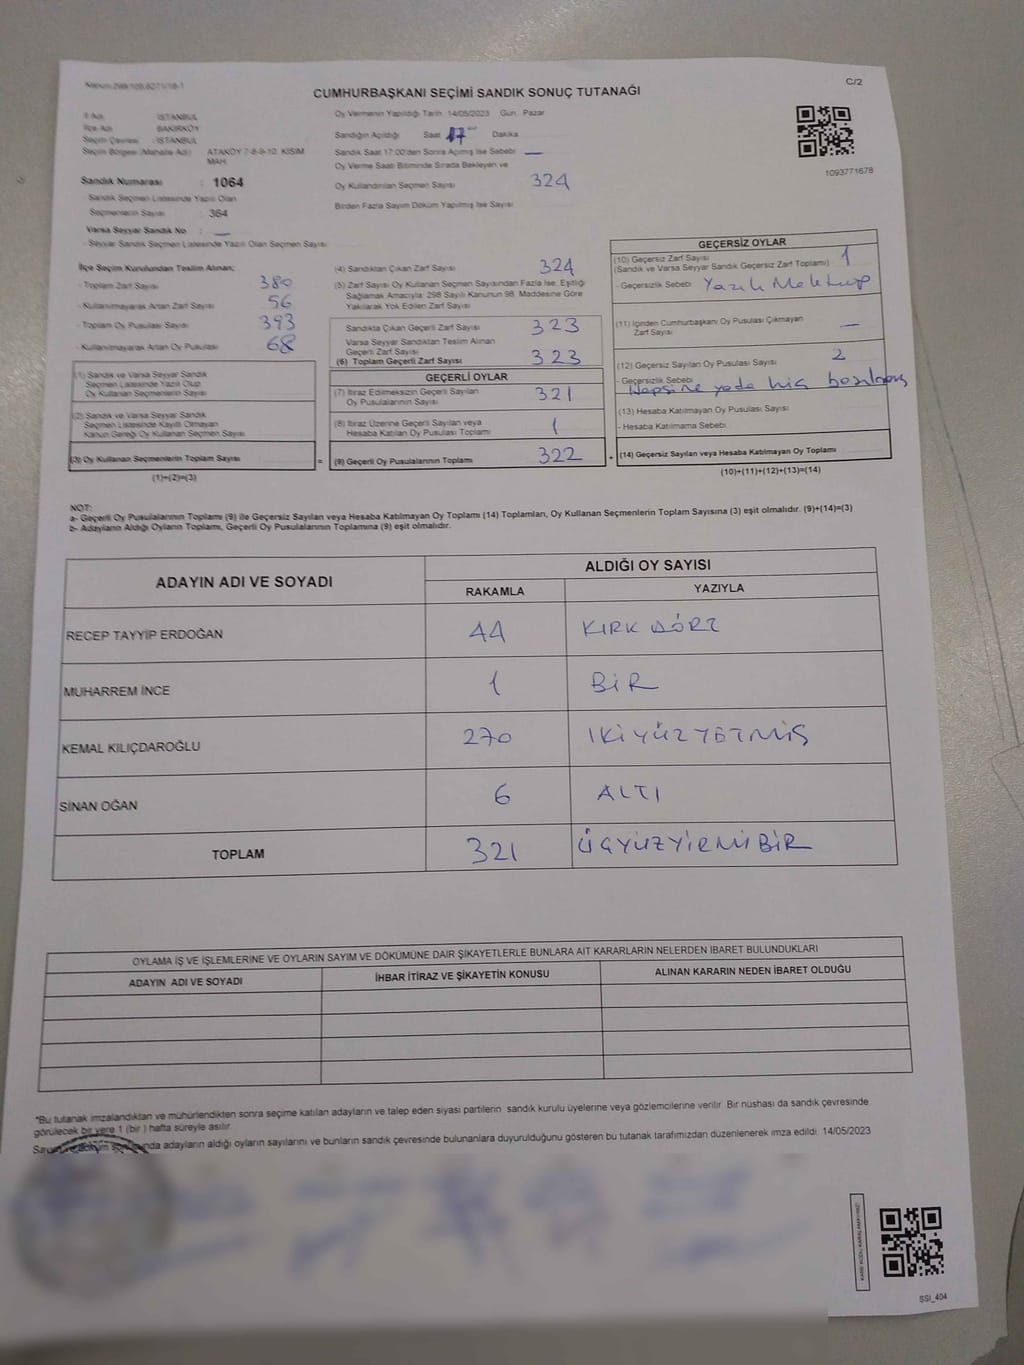 C/2
CUMHURBAŞKANI SEÇİMİ SANDIK SONUÇ TUTANAĞI
İl Adı : İSTANBUL
İlçe Adı : BAKIRKÖY
Seçim Çevresi : İSTANBUL
Seçim Bölgesi (Mahalle Adı) : ATAKÖY 7-8-9-10. KISIM MAH.
Sandık Numarası : 1064
Sandık Seçmen Listesinde Yazılı Olan
Seçmenlerin Sayısı : 364
Varsa Seyyar Sandık No : —
- Seyyar Sandık Seçmen Listesinde Yazılı Olan Seçmen Sayısı
Oy Vermenin Yapıldığı Tarih 14/05/2023 Gün Pazar
Sandığın Açıldığı Saat 17 Dakika
Sandık Saat 17:00'den Sonra Açılmış İse Sebebi —
Oy Verme Saati Bitiminde Sırada Bekleyen ve
Oy Kullandırılan Seçmen Sayısı 324
Birden Fazla Sayım Döküm Yapılmış İse Sayısı
1093771678
İlçe Seçim Kurulundan Teslim Alınan;
- Toplam Zarf Sayısı 380
- Kullanılmayarak Artan Zarf Sayısı 56
- Toplam Oy Pusulası Sayısı 393
- Kullanılmayarak Artan Oy Pusulası 68
(1) Sandık ve Varsa Seyyar Sandık
Seçmen Listesinde Yazılı Olup
Oy Kullanan Seçmenlerin Sayısı
(2) Sandık ve Varsa Seyyar Sandık
Seçmen Listesinde Kayıtlı Olmayan
Kanun Gereği Oy Kullanan Seçmen Sayısı
(3) Oy Kullanan Seçmenlerin Toplam Sayısı =
(1)+(2)=(3)
(4) Sandıktan Çıkan Zarf Sayısı 324
(5) Zarf Sayısı Oy Kullanan Seçmen Sayısından Fazla İse, Eşitliği
Sağlamak Amacıyla; 298 Sayılı Kanunun 98. Maddesine Göre
Yakılarak Yok Edilen Zarf Sayısı
Sandıkta Çıkan Geçerli Zarf Sayısı 323
Varsa Seyyar Sandıktan Teslim Alınan
Geçerli Zarf Sayısı
(6) Toplam Geçerli Zarf Sayısı 323
GEÇERLİ OYLAR
(7) İtiraz Edilmeksizin Geçerli Sayılan
Oy Pusulalarının Sayısı 321
(8) İtiraz Üzerine Geçerli Sayılan veya
Hesaba Katılan Oy Pusulası Toplamı 1
(9) Geçerli Oy Pusulalarının Toplamı 322 +
GEÇERSİZ OYLAR
(10) Geçersiz Zarf Sayısı
(Sandık ve Varsa Seyyar Sandık Geçersiz Zarf Toplamı) 1
- Geçersizlik Sebebi Yazılı Mektup
(11) İçinden Cumhurbaşkanı Oy Pusulası Çıkmayan
Zarf Sayısı —
(12) Geçersiz Sayılan Oy Pusulası Sayısı 2
- Geçersizlik Sebebi
Hepsine yada hiç
(13) Hesaba Katılmayan Oy Pusulası Sayısı
- Hesaba Katılmama Sebebi
(14) Geçersiz Sayılan veya Hesaba Katılmayan Oy Toplamı
(10)+(11)+(12)+(13)=(14)
NOT:
a- Geçerli Oy Pusulalarının Toplamı (9) ile Geçersiz Sayılan veya Hesaba Katılmayan Oy Toplamı (14) Toplamları, Oy Kullanan Seçmenlerin Toplam Sayısına (3) eşit olmalıdır. (9)+(14)=(3)
b- Adayların Aldığı Oyların Toplamı, Geçerli Oy Pusulalarının Toplamına (9) eşit olmalıdır.
ADAYIN ADI VE SOYADI
ALDIĞI OY SAYISI
RAKAMLA YAZIYLA
RECEP TAYYİP ERDOĞAN 44 KIRK DÖRT
MUHARREM İNCE 1 BİR
KEMAL KILIÇDAROĞLU 270 IKİYÜZYETMİŞ
SİNAN OĞAN 6 ALTI
TOPLAM 321 ÜÇYÜZYİRMİBİR
OYLAMA İŞ VE İŞLEMLERİNE VE OYLARIN SAYIM VE DÖKÜMÜNE DAİR ŞİKAYETLERLE BUNLARA AİT KARARLARIN NELERDEN İBARET BULUNDUKLARI
ADAYIN ADI VE SOYADI İHBAR İTİRAZ VE ŞİKAYETİN KONUSU ALINAN KARARIN NEDEN İBARET OLDUĞU
*Bu tutanak imzalandıktan ve mühürlendikten sonra seçime katılan adayların ve talep eden siyasi partilerin sandık kurulu üyelerine veya gözlemcilerine verilir. Bir nüshası da sandık çevresinde
görülecek bir yere 1 (bir) hafta süreyle asılır.
adayların aldığı oyların sayılarını ve bunların sandık çevresinde bulunanlara duyurulduğunu gösteren bu tutanak tarafımızdan düzenlenerek imza edildi. 14/05/2023
SSI_404